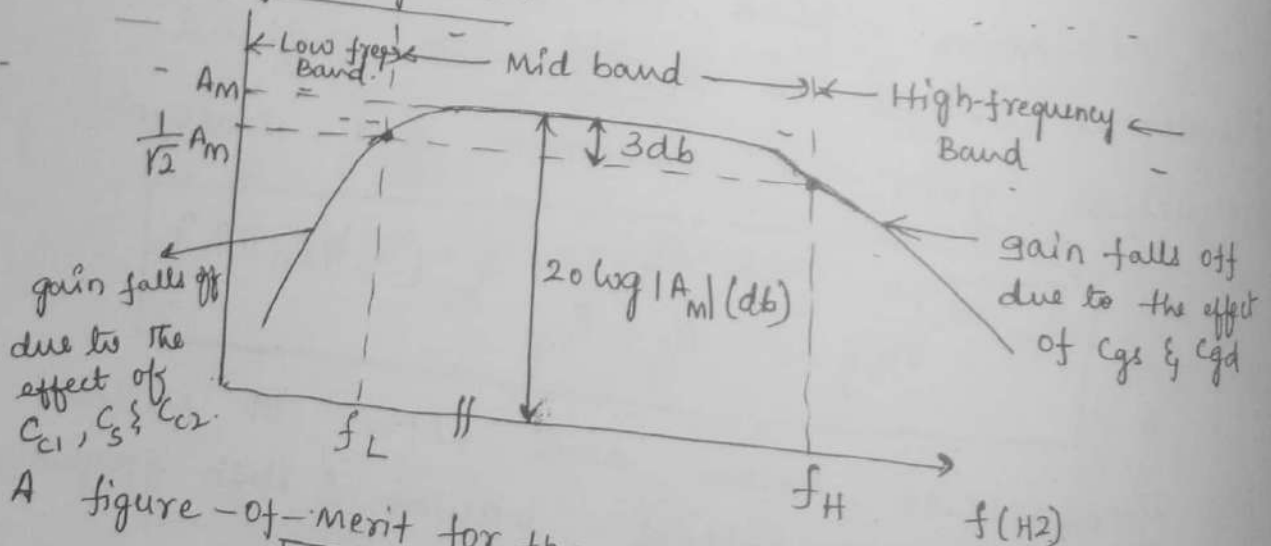 Low freq
Band.
Mid band
High-frequency
Band
A_M
1/√2 A_M
3db
20 log |A_M| (db)
gain falls off
due to the
effect of
C_C1, C_S & C_C2.
gain falls off
due to the effect
of Cgs & Cgd
f_L
f_H
f(HZ)
A figure-of-Merit for